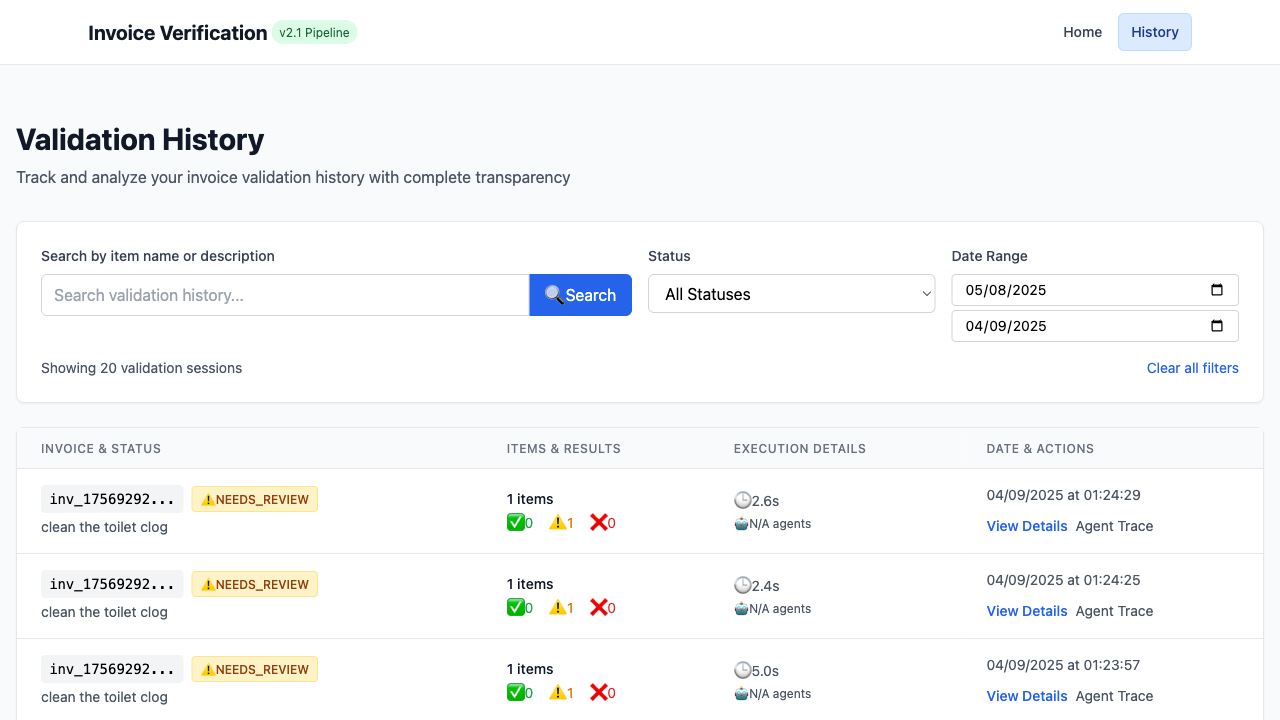 Invoice Verification v2.1 Pipeline Home History
Validation History
Track and analyze your invoice validation history with complete transparency
Search by item name or description Status Date Range
Search validation history... Search All Statuses 05/08/2025
04/09/2025
Showing 20 validation sessions Clear all filters
INVOICE & STATUS ITEMS & RESULTS EXECUTION DETAILS DATE & ACTIONS
inv_17569292... NEEDS_REVIEW 1 items 2.6s 04/09/2025 at 01:24:29
clean the toilet clog 0 1 0 N/A agents View Details Agent Trace
inv_17569292... NEEDS_REVIEW 1 items 2.4s 04/09/2025 at 01:24:25
clean the toilet clog 0 1 0 N/A agents View Details Agent Trace
inv_17569292... NEEDS_REVIEW 1 items 5.0s 04/09/2025 at 01:23:57
clean the toilet clog 0 1 0 N/A agents View Details Agent Trace